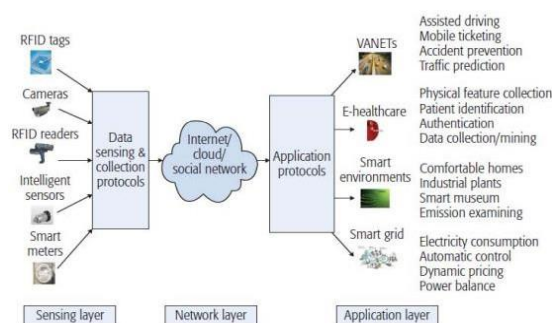 RFID tags
Cameras
RFID readers
Intelligent
sensors
Smart
meters
Data
sensing &
collection
protocols
Internet/
cloud/
social network
Application
protocols
VANETs
Assisted driving
Mobile ticketing
Accident prevention
Traffic prediction
E-healthcare
Physical feature collection
Patient identification
Authentication
Data collection/mining
Smart
environments
Comfortable homes
Industrial plants
Smart museum
Emission examining
Smart grid
Electricity consumption
Automatic control
Dynamic pricing
Power balance
Sensing layer
Network layer
Application layer